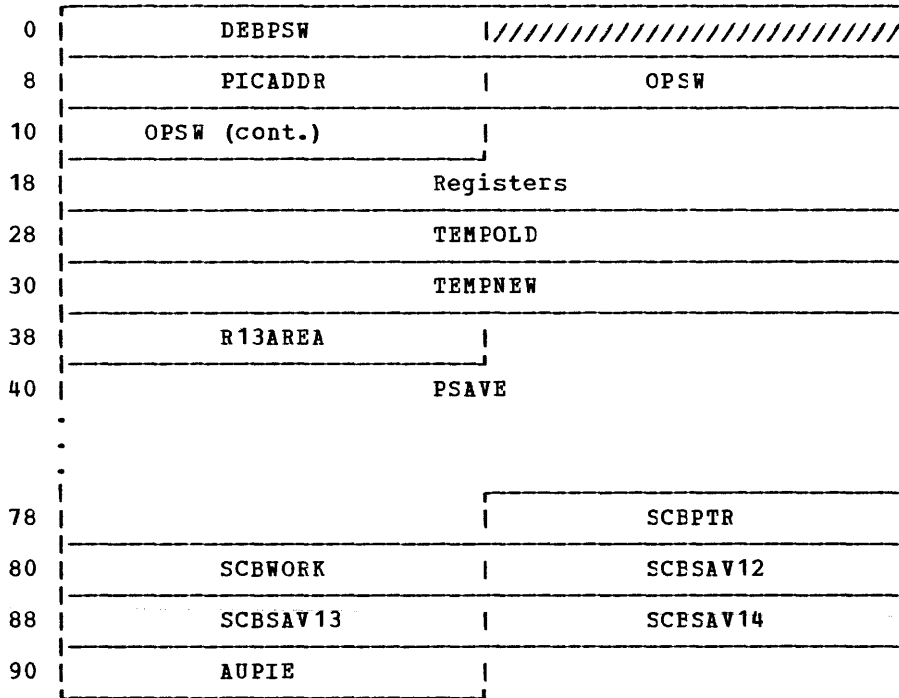 0 DEBPSW ///////////////////////////
8 PICADDR OPSW
10 OPSW (cont.)
18 Registers
28 TEMPOLD
30 TEMPNEW
38 R13AREA
40 PSAVE
.
.
.
78 SCBPTR
80 SCBWORK SCBSAV12
88 SCBSAV13 SCBSAV14
90 AUPIE